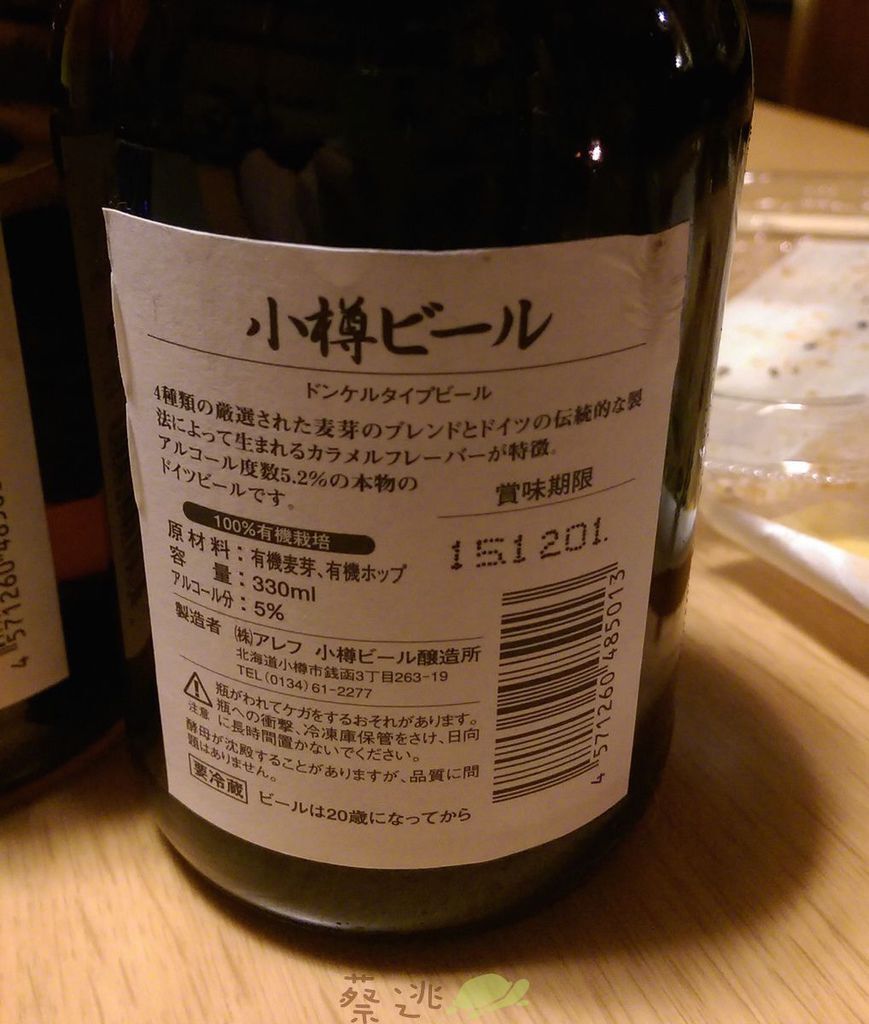 小樽ビール
ドンケルタイプビール
4種類の厳選された麦芽のブレンドとドイツの伝統的な製
法によって生まれるカラメルフレーバーが特徴。
アルコール度数5.2%の本物の
ドイツビールです。
賞味期限
151201.
100%有機栽培
原材料：有機麦芽、有機ホップ
容　量：330ml
アルコール分：5%
製造者 ㈱アレフ 小樽ビール醸造所
北海道小樽市銭函3丁目263-19
TEL(0134)61-2277
注意
瓶がわれてケガをするおそれがあります。
瓶への衝撃、冷凍庫保管をさけ、日向
に長時間置かないでください。
酵母が沈殿することがありますが、品質に問
題はありません。
要冷蔵 ビールは20歳になってから
4571260485013
4571260485
蔡逃